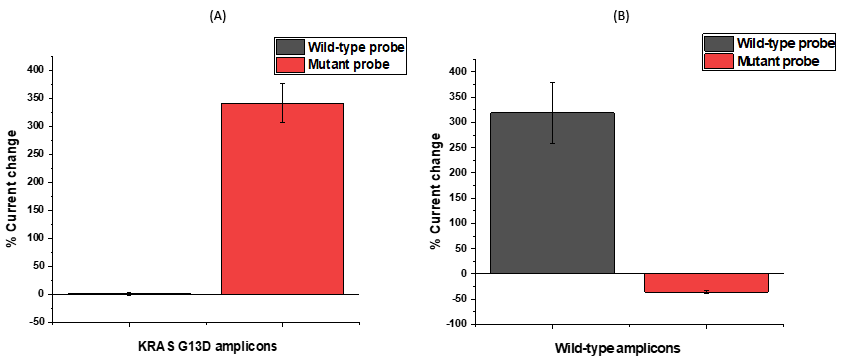 (A)
Wild-type probe
Mutant probe
400
350
300
250
200
150
100
50
0
-50
% Current change
KRAS G13D amplicons
(B)
Wild-type probe
Mutant probe
400
350
300
250
200
150
100
50
0
-50
-100
% Current change
Wild-type amplicons